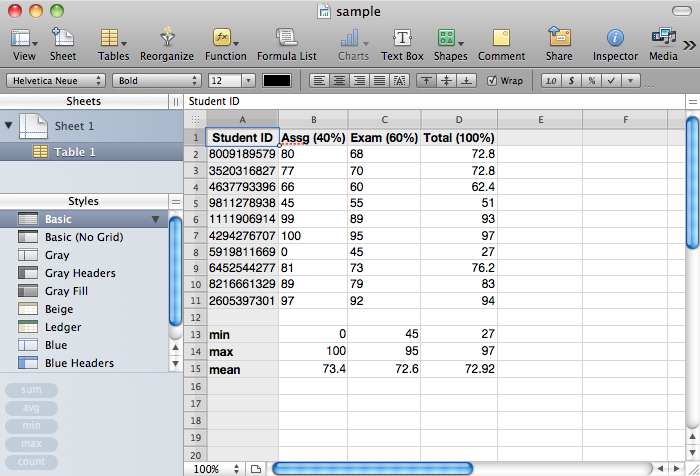 sample
View Sheet Tables Reorganize Function Formula List Charts Text Box Shapes Comment Share Inspector Media
Helvetica Neue Bold 12 Wrap 1.0 $ %
Sheets
Student ID
Sheet 1
Table 1
Styles
Basic
Basic (No Grid)
Gray
Gray Headers
Gray Fill
Beige
Ledger
Blue
Blue Headers
sum
avg
min
max
count
A B C D E F
1 Student ID Assg (40%) Exam (60%) Total (100%)
2 8009189579 80 68 72.8
3 3520316827 77 70 72.8
4 4637793396 66 60 62.4
5 9811278938 45 55 51
6 1111906914 99 89 93
7 4294276707 100 95 97
8 5919811669 0 45 27
9 6452544277 81 73 76.2
10 8216661329 89 79 83
11 2605397301 97 92 94
12
13 min 0 45 27
14 max 100 95 97
15 mean 73.4 72.6 72.92
16
17
18
19
20
100%